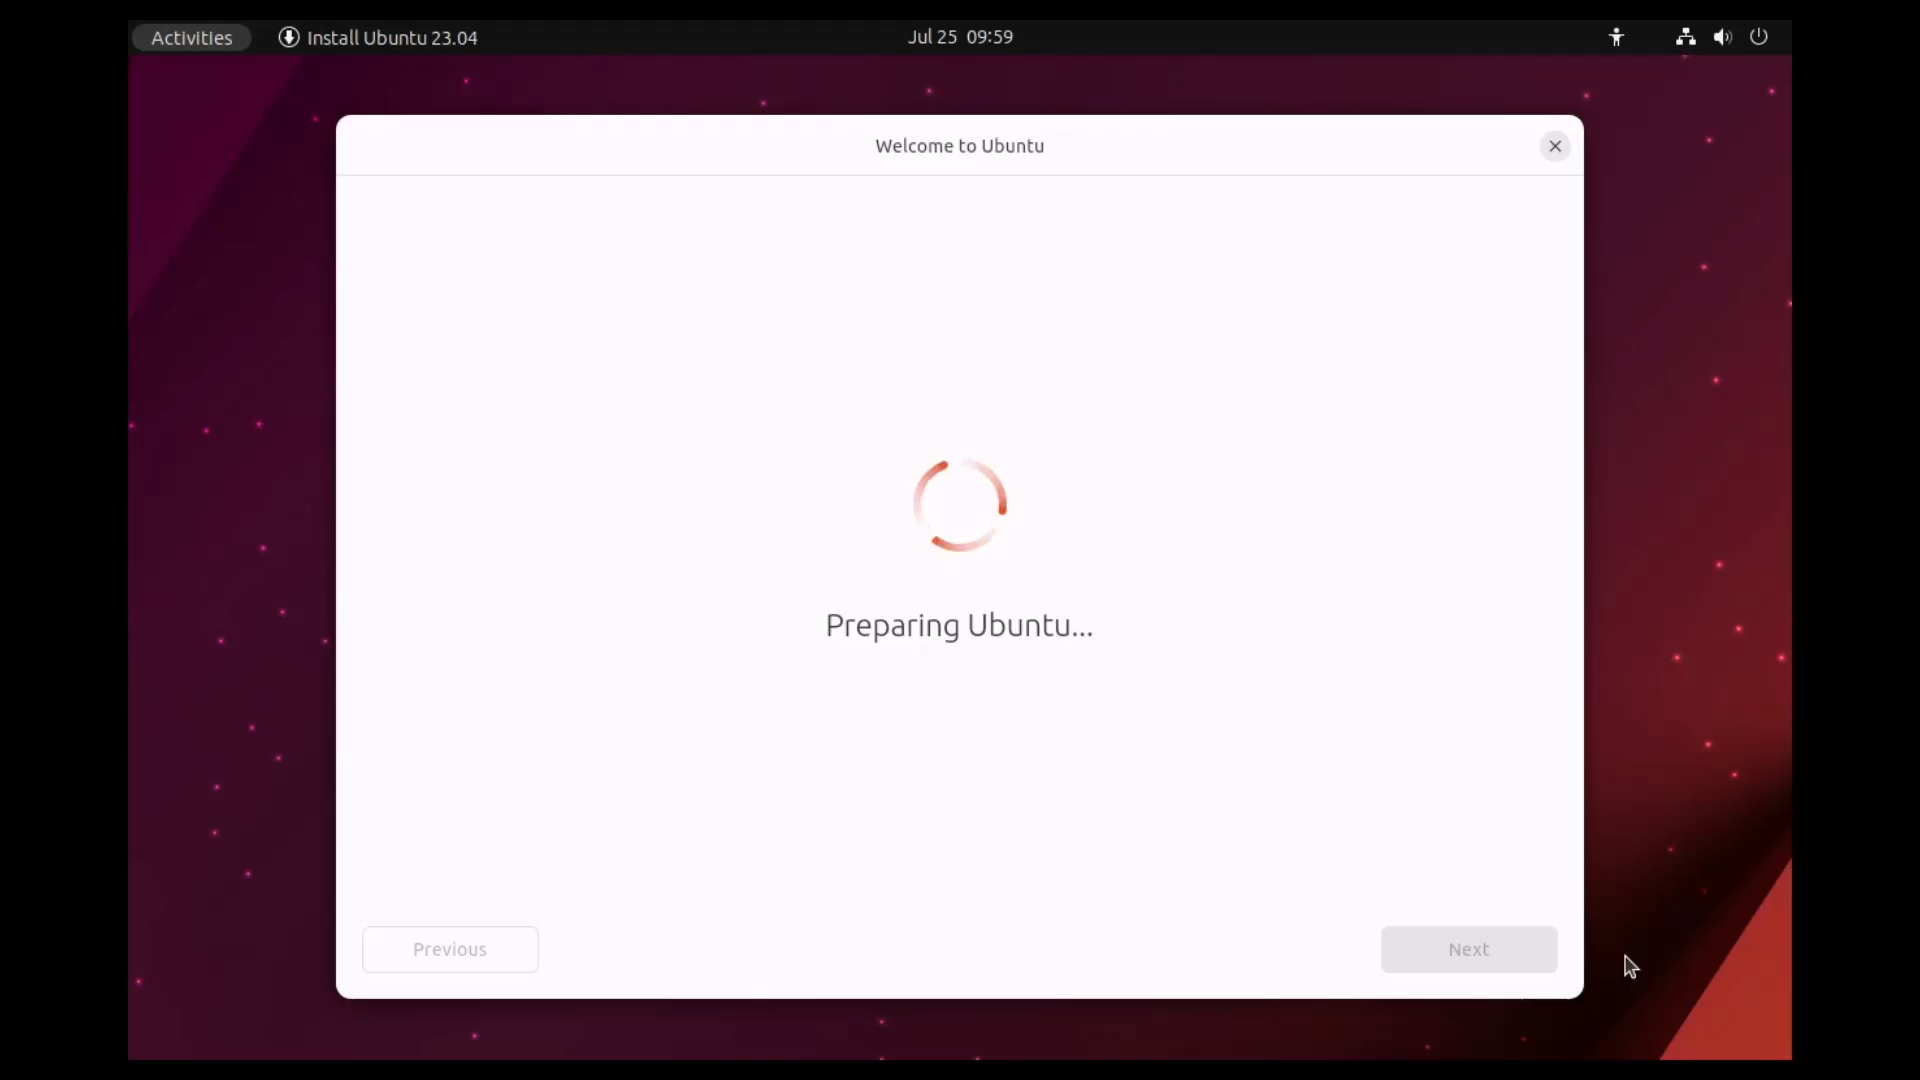 Activities
Install Ubuntu 23.04
Jul 25 09:59
Welcome to Ubuntu
Preparing Ubuntu...
Previous
Next